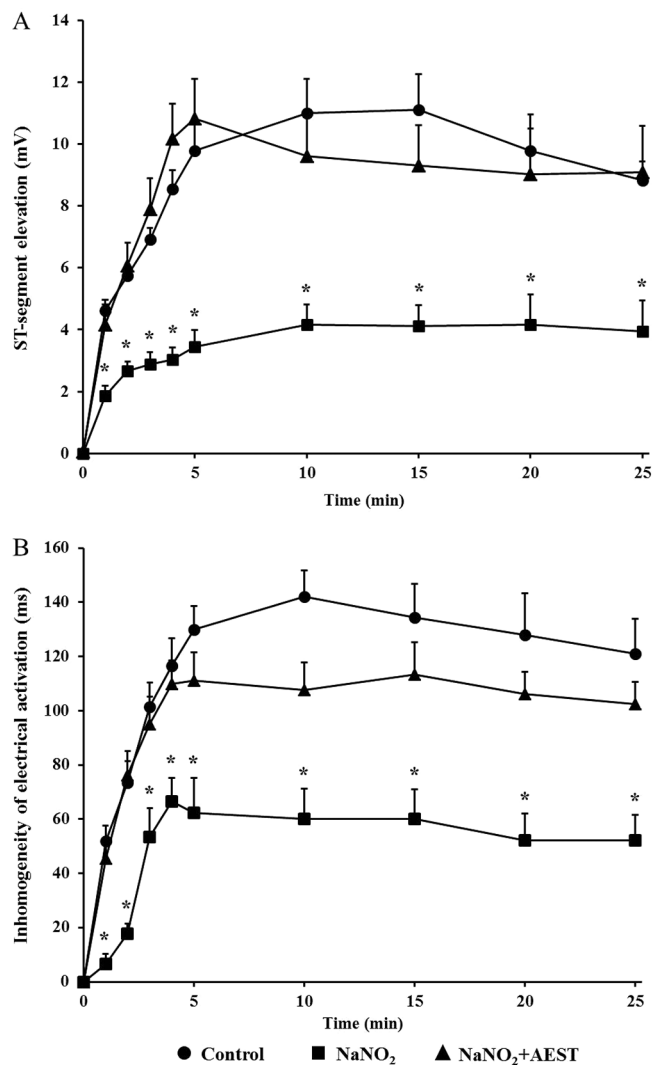 A
14
12
10
8
6
4
2
0
ST-segment elevation (mV)
* * * * * * * * *
0 5 10 15 20 25
Time (min)
B
160
140
120
100
80
60
40
20
0
Inhomogeneity of electrical activation (ms)
* * * * * * * * *
0 5 10 15 20 25
Time (min)
Control NaNO₂ NaNO₂+AEST